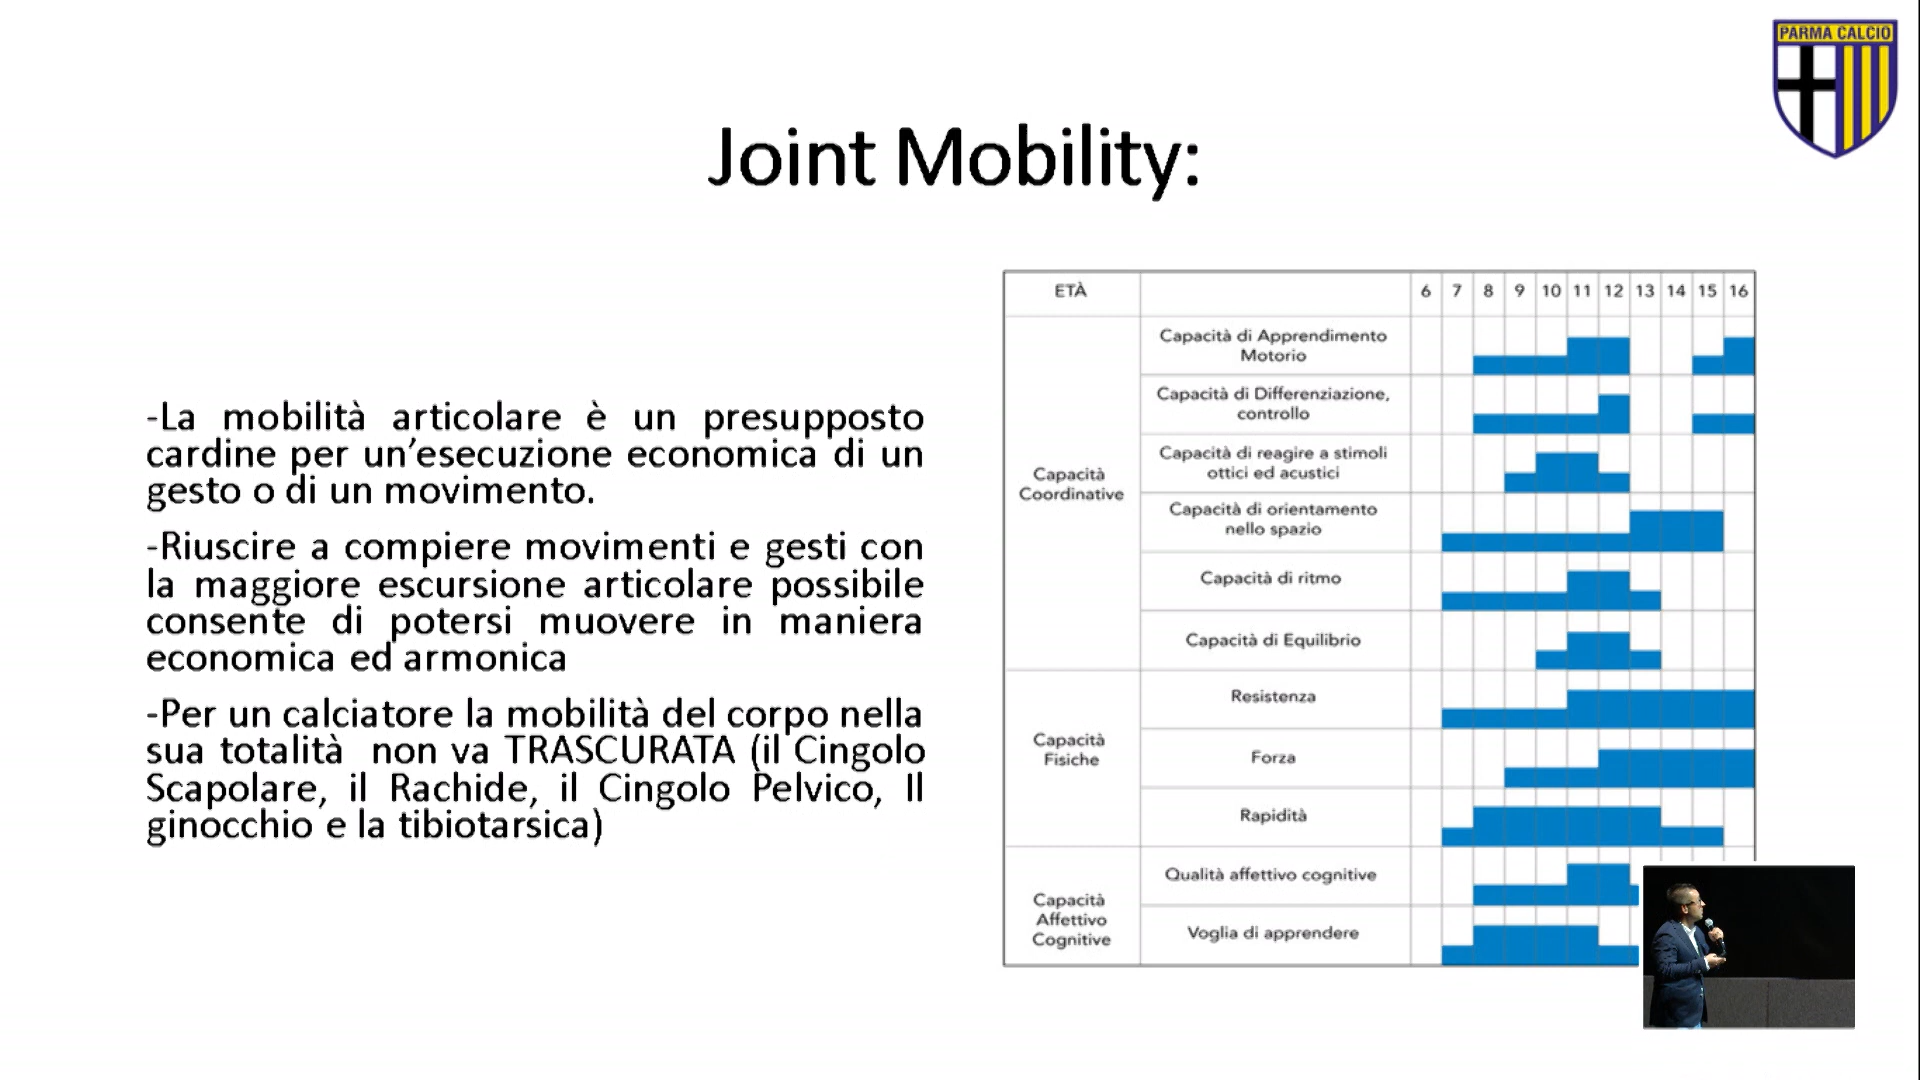 PARMA CALCIO
Joint Mobility:
-La mobilità articolare è un presupposto
cardine per un’esecuzione economica di un
gesto o di un movimento.
-Riuscire a compiere movimenti e gesti con
la maggiore escursione articolare possibile
consente di potersi muovere in maniera
economica ed armonica
-Per un calciatore la mobilità del corpo nella
sua totalità non va TRASCURATA (il Cingolo
Scapolare, il Rachide, il Cingolo Pelvico, Il
ginocchio e la tibiotarsica)
ETÀ 6 7 8 9 10 11 12 13 14 15 16
Capacità
Coordinative
Capacità di Apprendimento
Motorio
Capacità di Differenziazione,
controllo
Capacità di reagire a stimoli
ottici ed acustici
Capacità di orientamento
nello spazio
Capacità di ritmo
Capacità di Equilibrio
Capacità
Fisiche
Resistenza
Forza
Rapidità
Capacità
Affettivo
Cognitive
Qualità affettivo cognitive
Voglia di apprendere